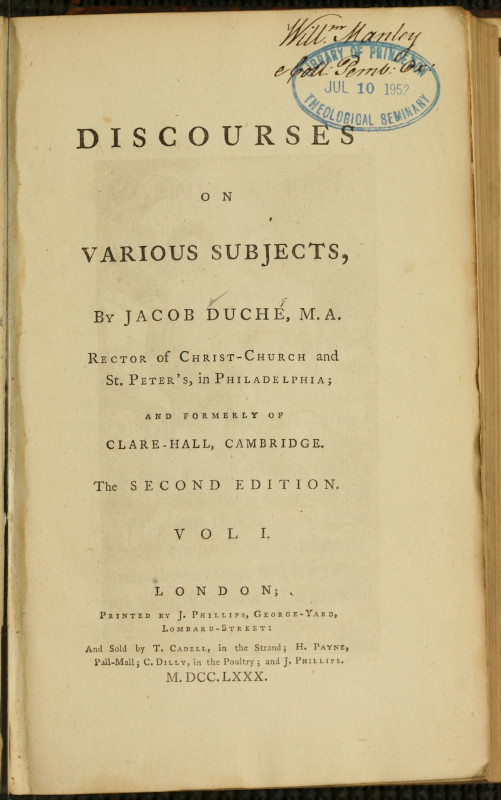 Willm Manley
Coll: Pemb: Ox:
LIBRARY OF PRINCETON
JUL 10 1952
THEOLOGICAL SEMINARY
DISCOURSES
ON
VARIOUS SUBJECTS,
By JACOB DUCHÉ, M.A.
Rector of Christ-Church and
St. Peter's, in Philadelphia;
AND FORMERLY OF
CLARE-HALL, CAMBRIDGE.
The SECOND EDITION.
VOL I.
LONDON;
Printed by J. Phillips, George-Yard,
Lombard-Street:
And Sold by T. Cadell, in the Strand; H. Payne,
Pall-Mall; C. Dilly, in the Poultry; and J. Phillips.
M.DCC.LXXX.